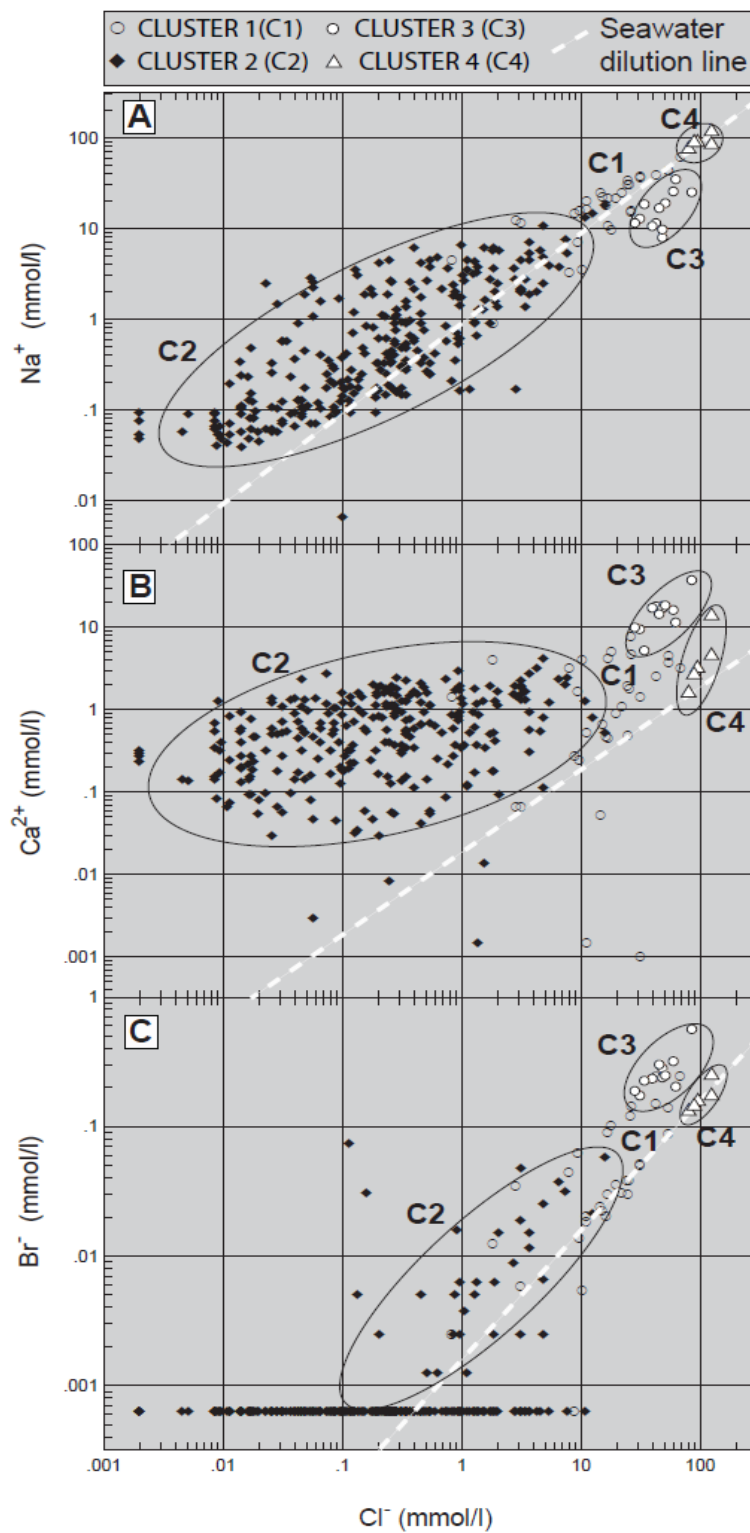 ○ CLUSTER 1(C1) ○ CLUSTER 3 (C3) Seawater
◆ CLUSTER 2 (C2) △ CLUSTER 4 (C4) dilution line
A
C4
100
C1
10
C3
Na⁺ (mmol/l)
1
C2
.1
.01
100
B
C3
10
C2
C1
1
C4
Ca²⁺ (mmol/l)
.1
.01
.001
1
C
C3
.1
C1
C4
C2
Br⁻ (mmol/l)
.01
.001
.001 .01 .1 1 10 100
Cl⁻ (mmol/l)